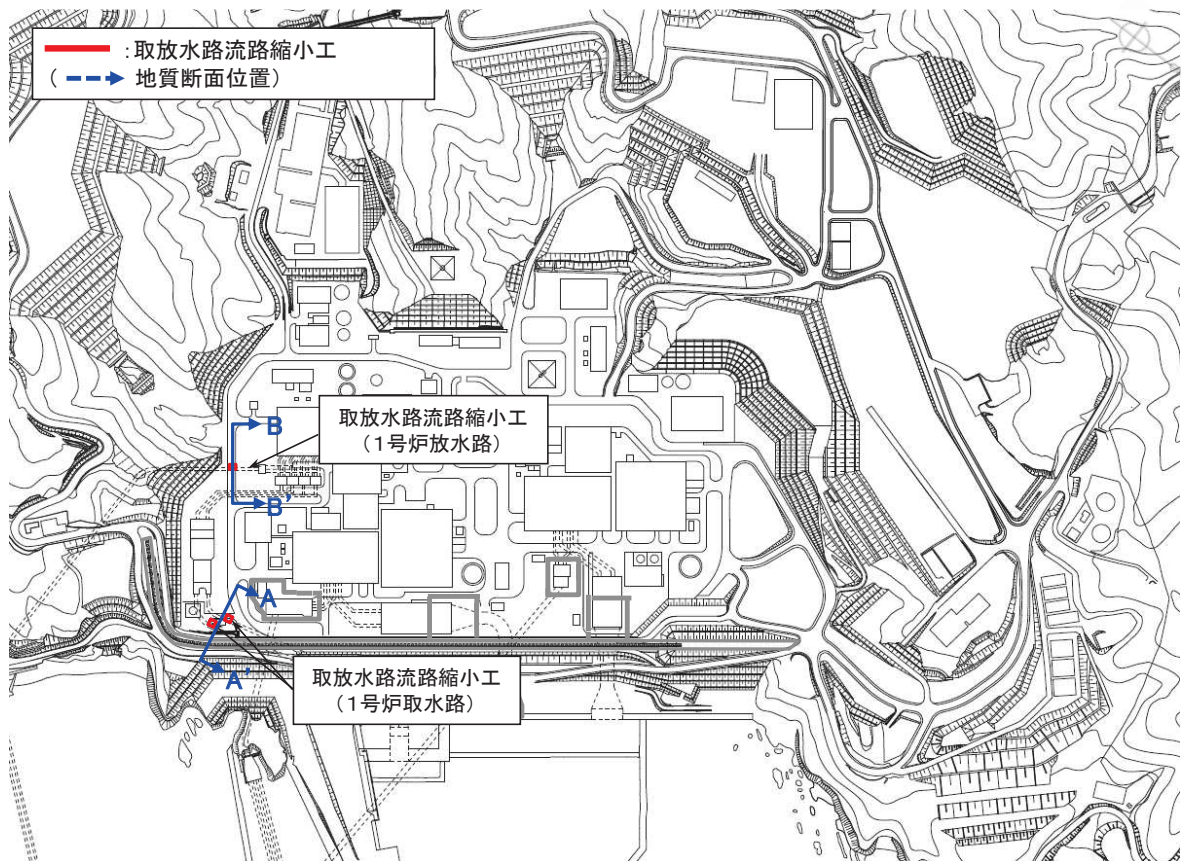 :取放水路流路縮小工
( 地質断面位置)
B
取放水路流路縮小工
(1号炉放水路)
B'
A
取放水路流路縮小工
(1号炉取水路)
A'